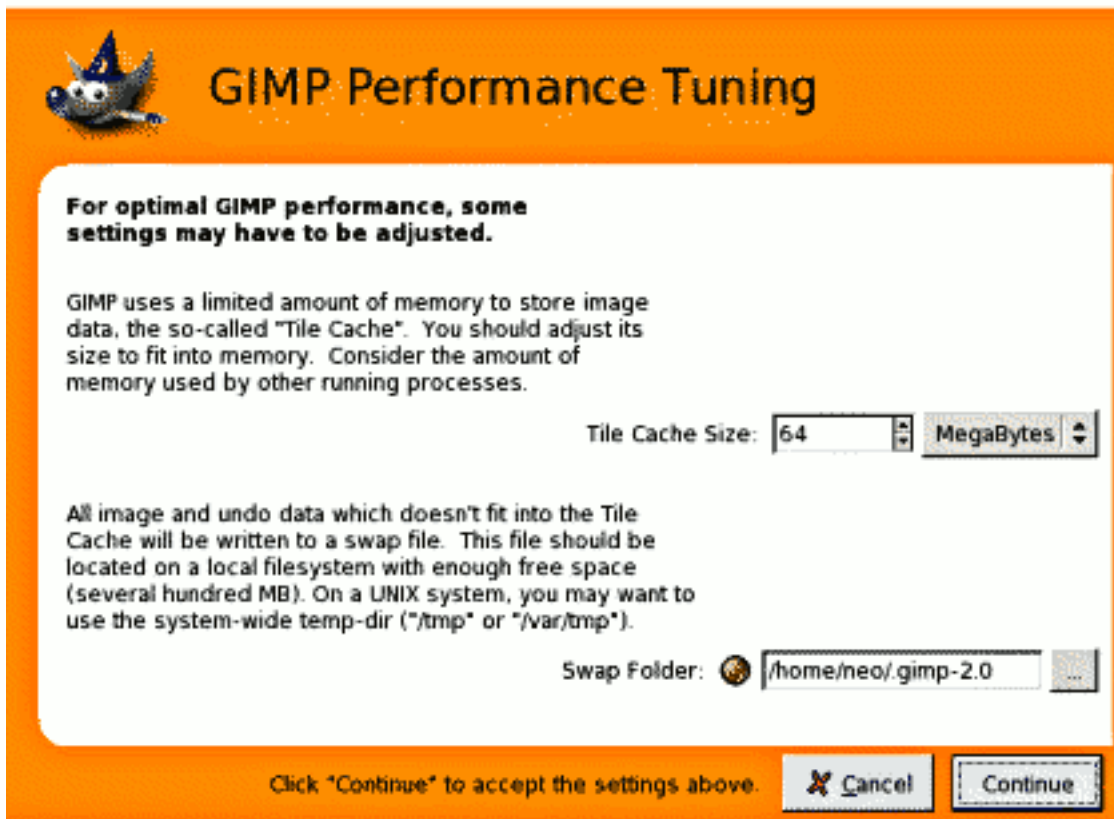 GIMP Performance Tuning
For optimal GIMP performance, some
settings may have to be adjusted.
GIMP uses a limited amount of memory to store image
data, the so-called "Tile Cache".  You should adjust its
size to fit into memory.  Consider the amount of
memory used by other running processes.
Tile Cache Size: 64 MegaBytes
All image and undo data which doesn't fit into the Tile
Cache will be written to a swap file.  This file should be
located on a local filesystem with enough free space
(several hundred MB). On a UNIX system, you may want to
use the system-wide temp-dir ("/tmp" or "/var/tmp").
Swap Folder: /home/neo/.gimp-2.0 ...
Click "Continue" to accept the settings above. Cancel Continue